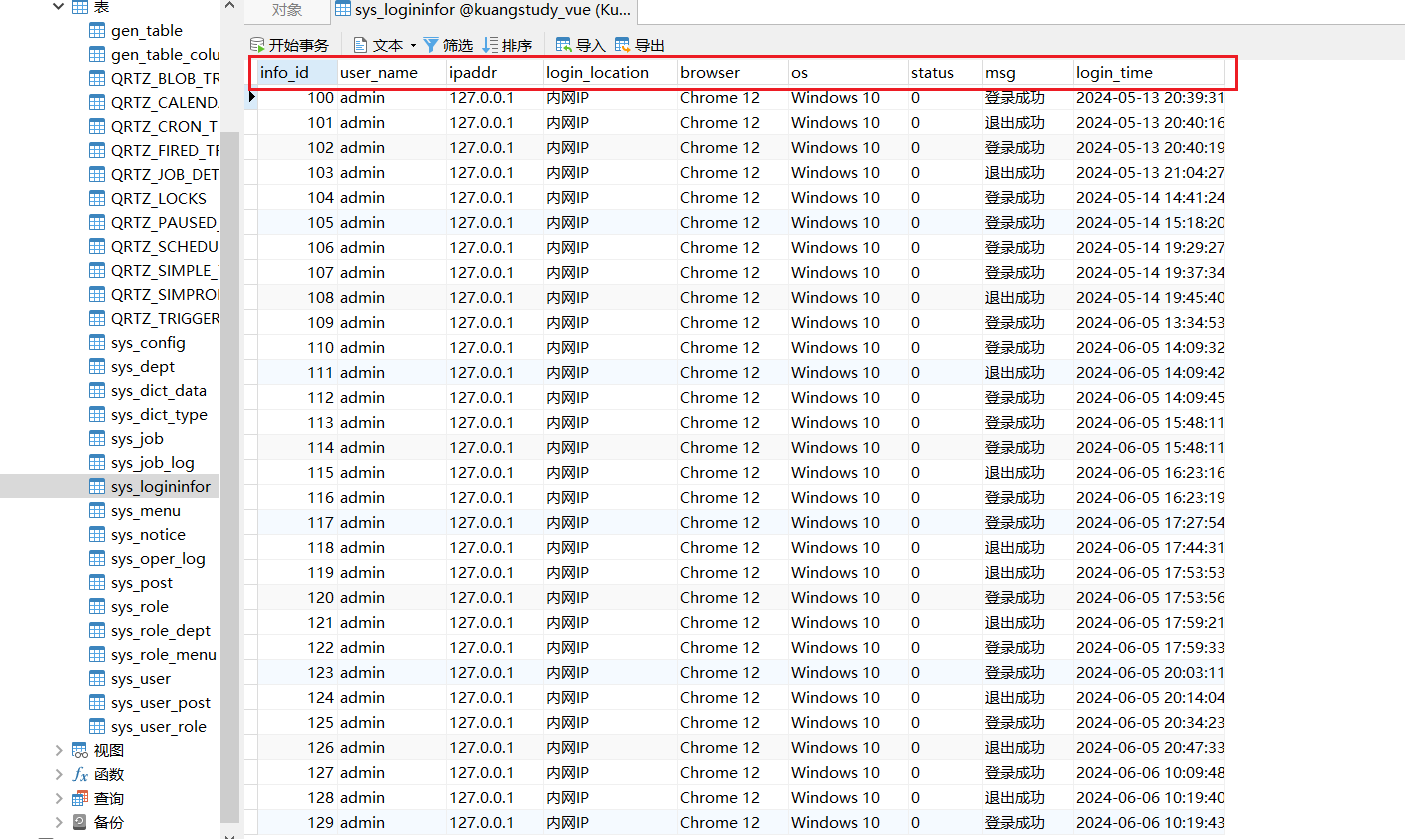 表
gen_table
gen_table_colu
QRTZ_BLOB_TR
QRTZ_CALEND
QRTZ_CRON_T
QRTZ_FIRED_TR
QRTZ_JOB_DET
QRTZ_LOCKS
QRTZ_PAUSED_
QRTZ_SCHEDU
QRTZ_SIMPLE_
QRTZ_SIMPRO
QRTZ_TRIGGER
sys_config
sys_dept
sys_dict_data
sys_dict_type
sys_job
sys_job_log
sys_logininfor
sys_menu
sys_notice
sys_oper_log
sys_post
sys_role
sys_role_dept
sys_role_menu
sys_user
sys_user_post
sys_user_role
视图
fx 函数
查询
备份
对象 sys_logininfor @kuangstudy_vue (Ku...
开始事务 文本 筛选 排序 导入 导出
info_id user_name ipaddr login_location browser os status msg login_time
100 admin 127.0.0.1 内网IP Chrome 12 Windows 10 0 登录成功 2024-05-13 20:39:31
101 admin 127.0.0.1 内网IP Chrome 12 Windows 10 0 退出成功 2024-05-13 20:40:16
102 admin 127.0.0.1 内网IP Chrome 12 Windows 10 0 登录成功 2024-05-13 20:40:19
103 admin 127.0.0.1 内网IP Chrome 12 Windows 10 0 退出成功 2024-05-13 21:04:27
104 admin 127.0.0.1 内网IP Chrome 12 Windows 10 0 登录成功 2024-05-14 14:41:24
105 admin 127.0.0.1 内网IP Chrome 12 Windows 10 0 登录成功 2024-05-14 15:18:20
106 admin 127.0.0.1 内网IP Chrome 12 Windows 10 0 登录成功 2024-05-14 19:29:27
107 admin 127.0.0.1 内网IP Chrome 12 Windows 10 0 登录成功 2024-05-14 19:37:34
108 admin 127.0.0.1 内网IP Chrome 12 Windows 10 0 退出成功 2024-05-14 19:45:40
109 admin 127.0.0.1 内网IP Chrome 12 Windows 10 0 登录成功 2024-06-05 13:34:53
110 admin 127.0.0.1 内网IP Chrome 12 Windows 10 0 登录成功 2024-06-05 14:09:32
111 admin 127.0.0.1 内网IP Chrome 12 Windows 10 0 退出成功 2024-06-05 14:09:42
112 admin 127.0.0.1 内网IP Chrome 12 Windows 10 0 登录成功 2024-06-05 14:09:45
113 admin 127.0.0.1 内网IP Chrome 12 Windows 10 0 登录成功 2024-06-05 15:48:11
114 admin 127.0.0.1 内网IP Chrome 12 Windows 10 0 登录成功 2024-06-05 15:48:11
115 admin 127.0.0.1 内网IP Chrome 12 Windows 10 0 退出成功 2024-06-05 16:23:16
116 admin 127.0.0.1 内网IP Chrome 12 Windows 10 0 登录成功 2024-06-05 16:23:19
117 admin 127.0.0.1 内网IP Chrome 12 Windows 10 0 登录成功 2024-06-05 17:27:54
118 admin 127.0.0.1 内网IP Chrome 12 Windows 10 0 退出成功 2024-06-05 17:44:31
119 admin 127.0.0.1 内网IP Chrome 12 Windows 10 0 退出成功 2024-06-05 17:53:53
120 admin 127.0.0.1 内网IP Chrome 12 Windows 10 0 登录成功 2024-06-05 17:53:56
121 admin 127.0.0.1 内网IP Chrome 12 Windows 10 0 退出成功 2024-06-05 17:59:21
122 admin 127.0.0.1 内网IP Chrome 12 Windows 10 0 登录成功 2024-06-05 17:59:33
123 admin 127.0.0.1 内网IP Chrome 12 Windows 10 0 登录成功 2024-06-05 20:03:11
124 admin 127.0.0.1 内网IP Chrome 12 Windows 10 0 退出成功 2024-06-05 20:14:04
125 admin 127.0.0.1 内网IP Chrome 12 Windows 10 0 登录成功 2024-06-05 20:34:23
126 admin 127.0.0.1 内网IP Chrome 12 Windows 10 0 退出成功 2024-06-05 20:47:33
127 admin 127.0.0.1 内网IP Chrome 12 Windows 10 0 登录成功 2024-06-06 10:09:48
128 admin 127.0.0.1 内网IP Chrome 12 Windows 10 0 退出成功 2024-06-06 10:19:40
129 admin 127.0.0.1 内网IP Chrome 12 Windows 10 0 登录成功 2024-06-06 10:19:43